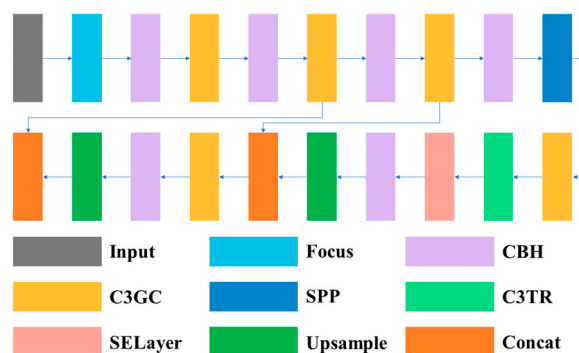 Input Focus CBH
C3GC SPP C3TR
SELayer Upsample Concat